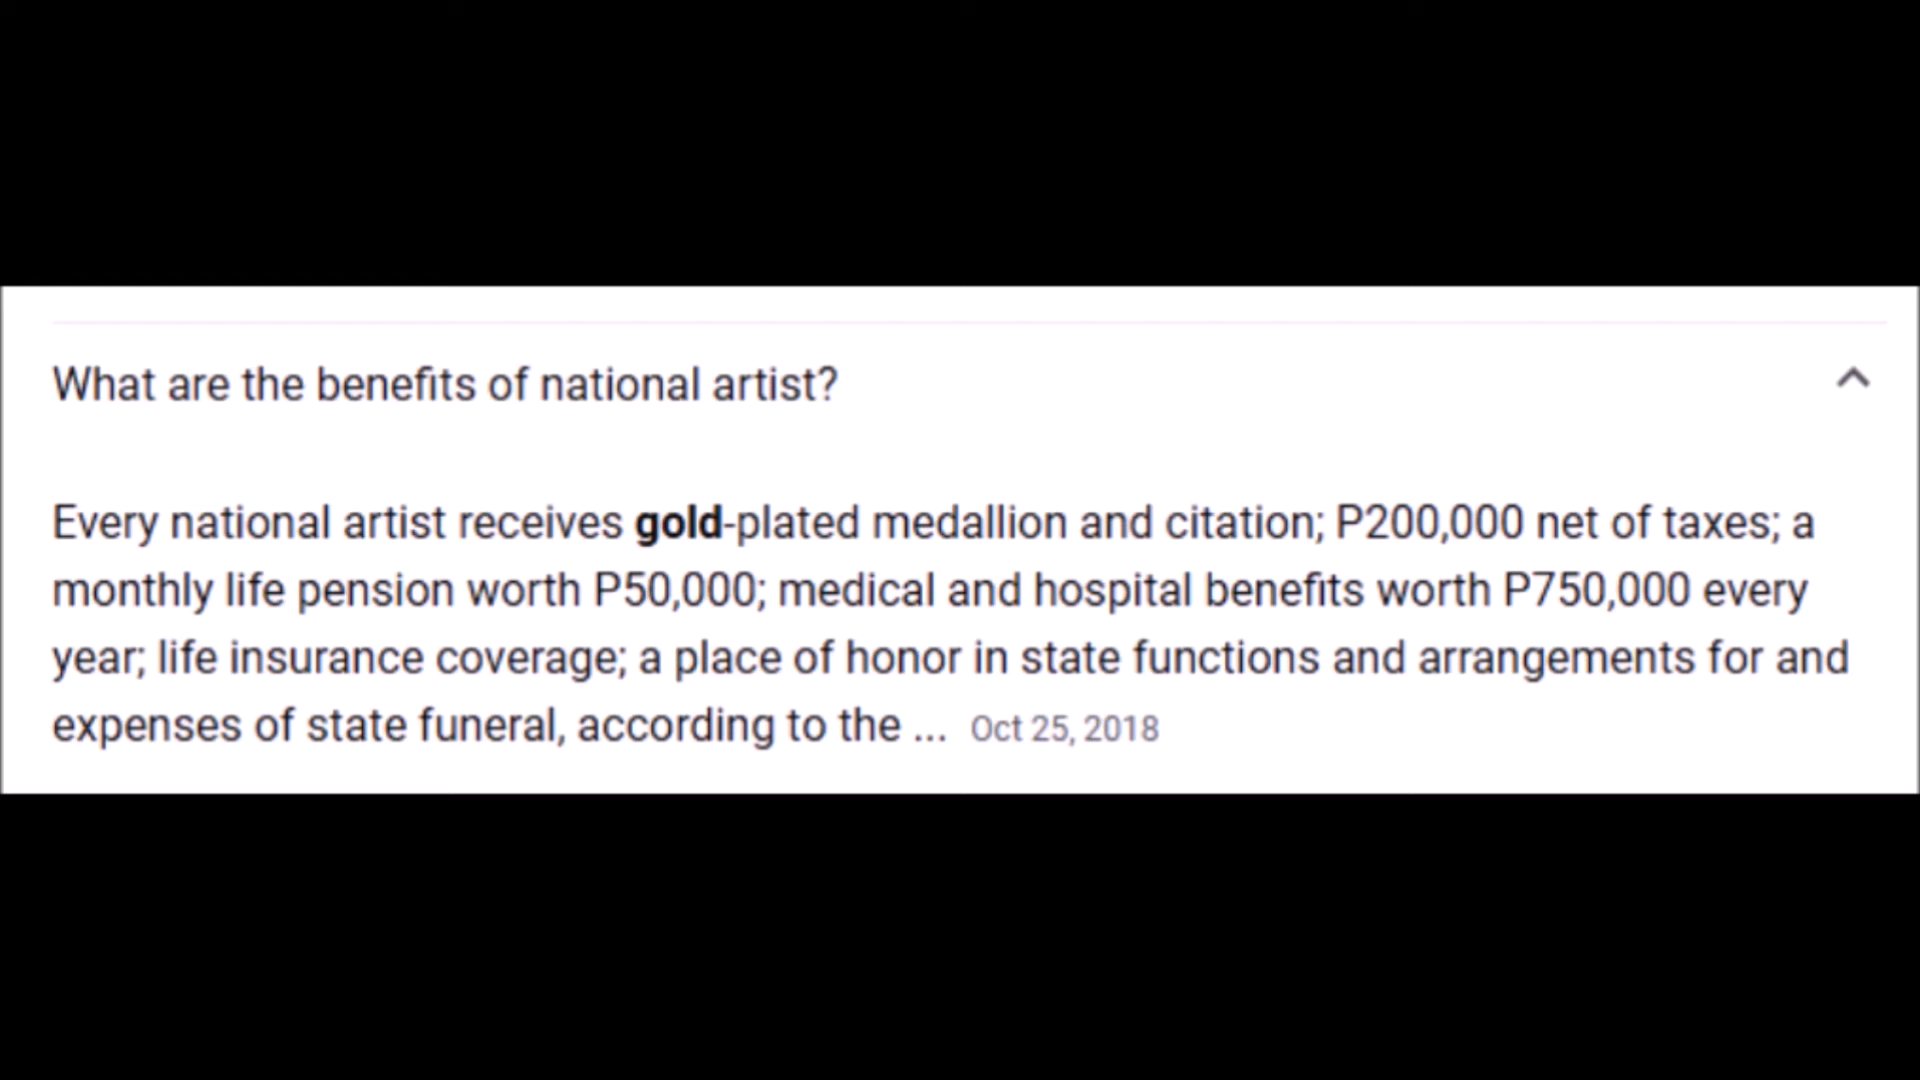 What are the benefits of national artist?
Every national artist receives gold-plated medallion and citation; P200,000 net of taxes; a
monthly life pension worth P50,000; medical and hospital benefits worth P750,000 every
year; life insurance coverage; a place of honor in state functions and arrangements for and
expenses of state funeral, according to the ... Oct 25, 2018